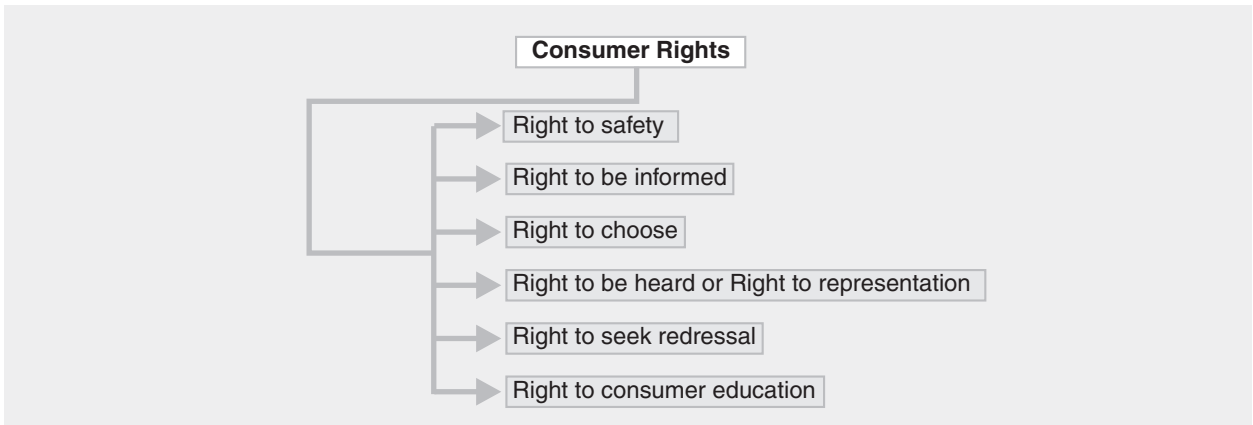 Consumer Rights
Right to safety
Right to be informed
Right to choose
Right to be heard or Right to representation
Right to seek redressal
Right to consumer education